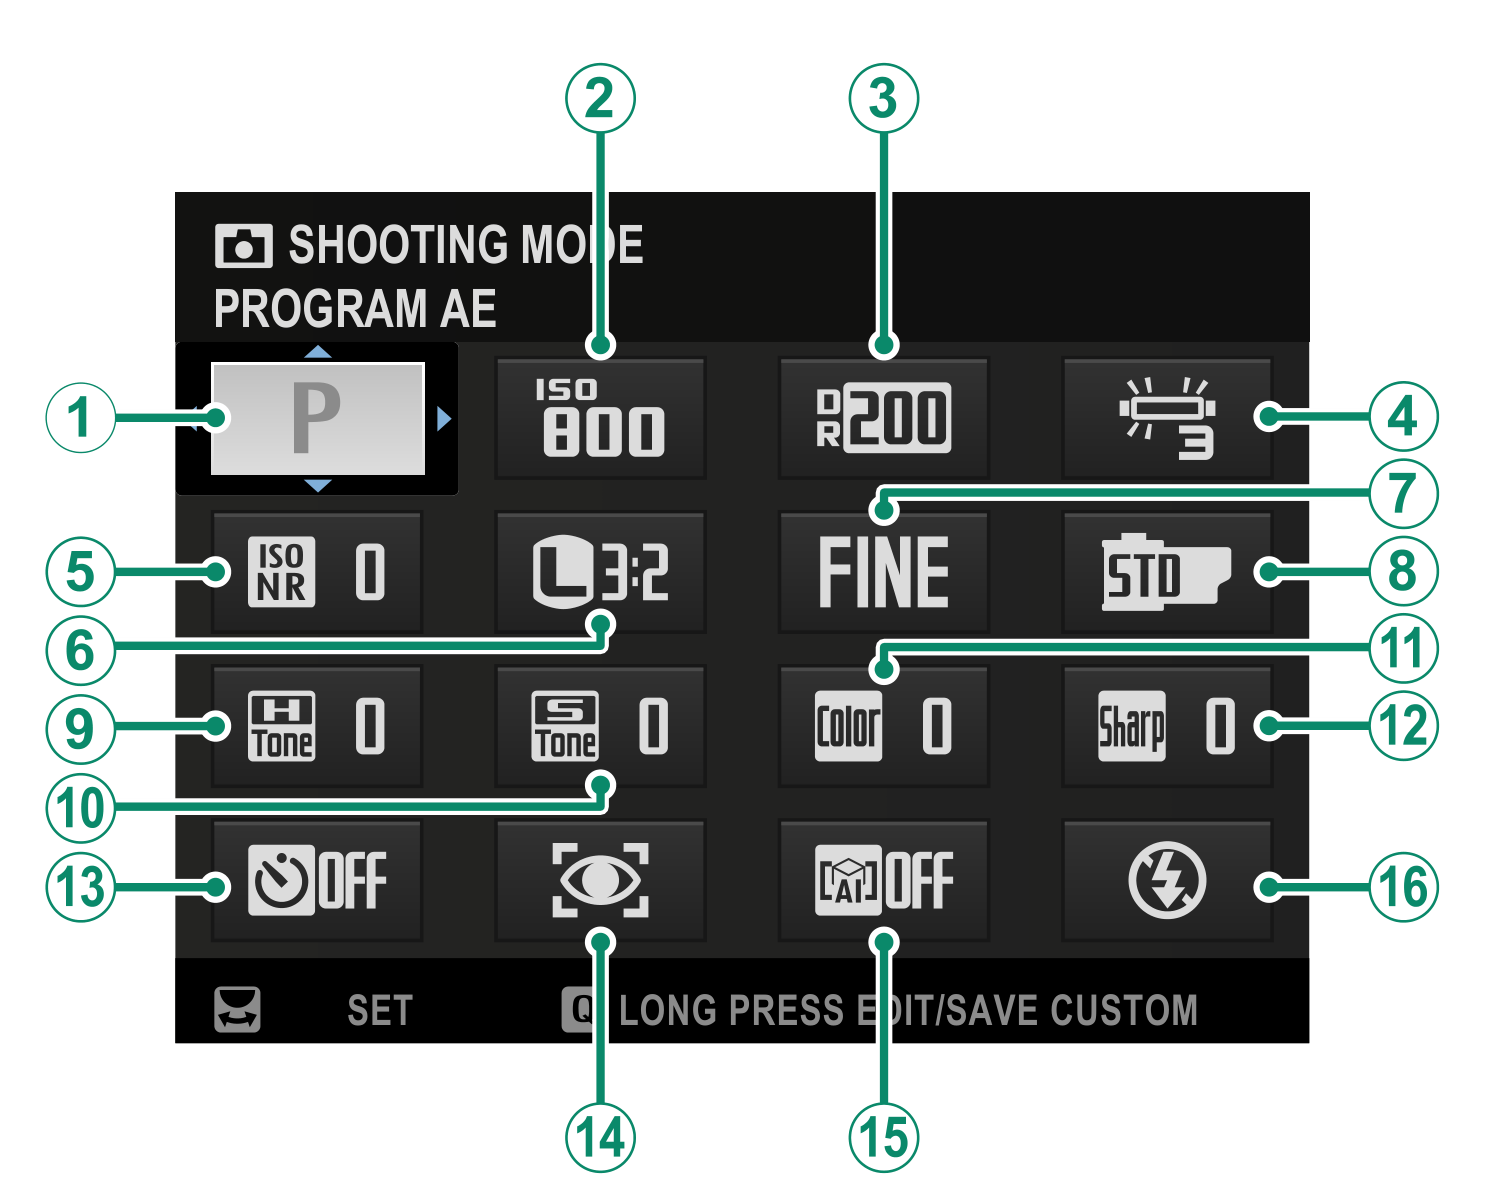 2
3
SHOOTING MODE
PROGRAM AE
1
P
ISO
800
DR200
3
4
7
5
ISO
NR 0
L 3:2
FINE
STD
8
6
11
9
H
Tone 0
S
Tone 0
Color 0
Sharp 0
12
10
13
OFF
AI OFF
16
SET
Q LONG PRESS EDIT/SAVE CUSTOM
14
15